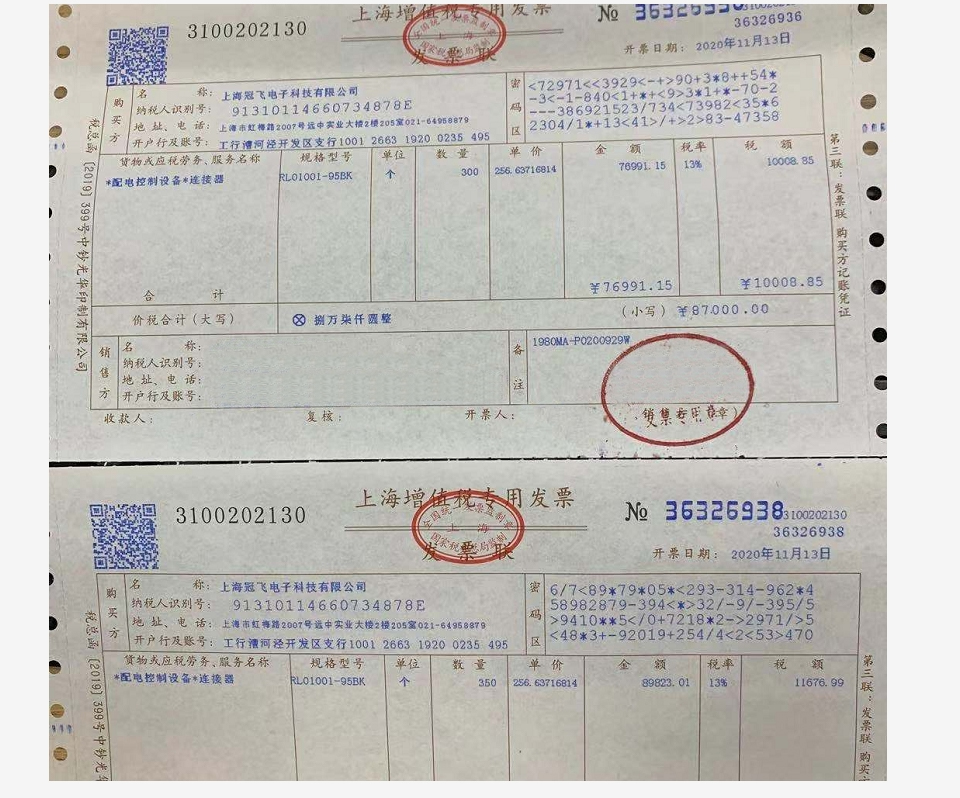 上海增值税专用发票
3100202130
№ 36326936
36326936
发票联
开票日期: 2020年11月13日
购买方
名 称: 上海冠飞电子科技有限公司
纳税人识别号: 91310114660734878E
地 址、电 话: 上海市虹梅路2007号远中实业大楼2楼205室021-64958879
开户行及账号: 工行漕河泾开发区支行1001 2663 1920 0235 495
密码区
<72971<<3929<-+>90+3*8++54*
-3<-1-840<1+*+<9>3*1+*-70-2
---386921523/734<73982<35*6
2304/1*+13<41>/+>2>83-47358
货物或应税劳务、服务名称 规格型号 单位 数 量 单 价 金 额 税率 税 额
*配电控制设备*连接器 RL01001-95BK 个 300 256.63716814 76991.15 13% 10008.85
合 计 ¥76991.15 ¥10008.85
价税合计(大写) ⊗ 捌万柒仟圆整 (小写) ¥87000.00
销售方
名 称:
纳税人识别号:
地 址、电 话:
开户行及账号:
备注
1980MA-P0200929W
收款人: 复核: 开票人:
〔2019〕399号中钞光华印制有限公司
第三联:发票联 购买方记账凭证
上海增值税专用发票
3100202130
№ 36326938
3100202130
36326938
发票联
开票日期: 2020年11月13日
购买方
名 称: 上海冠飞电子科技有限公司
纳税人识别号: 91310114660734878E
地 址、电 话: 上海市虹梅路2007号远中实业大楼2楼205室021-64958879
开户行及账号: 工行漕河泾开发区支行1001 2663 1920 0235 495
密码区
6/7<89*79*05*<293-314-962*4
58982879-394<*>32/-9/-395/5
>9410**5</0+7218*2->2971/>5
<48*3+-92019+254/4<2<53>470
货物或应税劳务、服务名称 规格型号 单位 数 量 单 价 金 额 税率 税 额
*配电控制设备*连接器 RL01001-95BK 个 350 256.63716814 89823.01 13% 11676.99
〔2019〕399号中钞光华
第三联:发票联 购买方